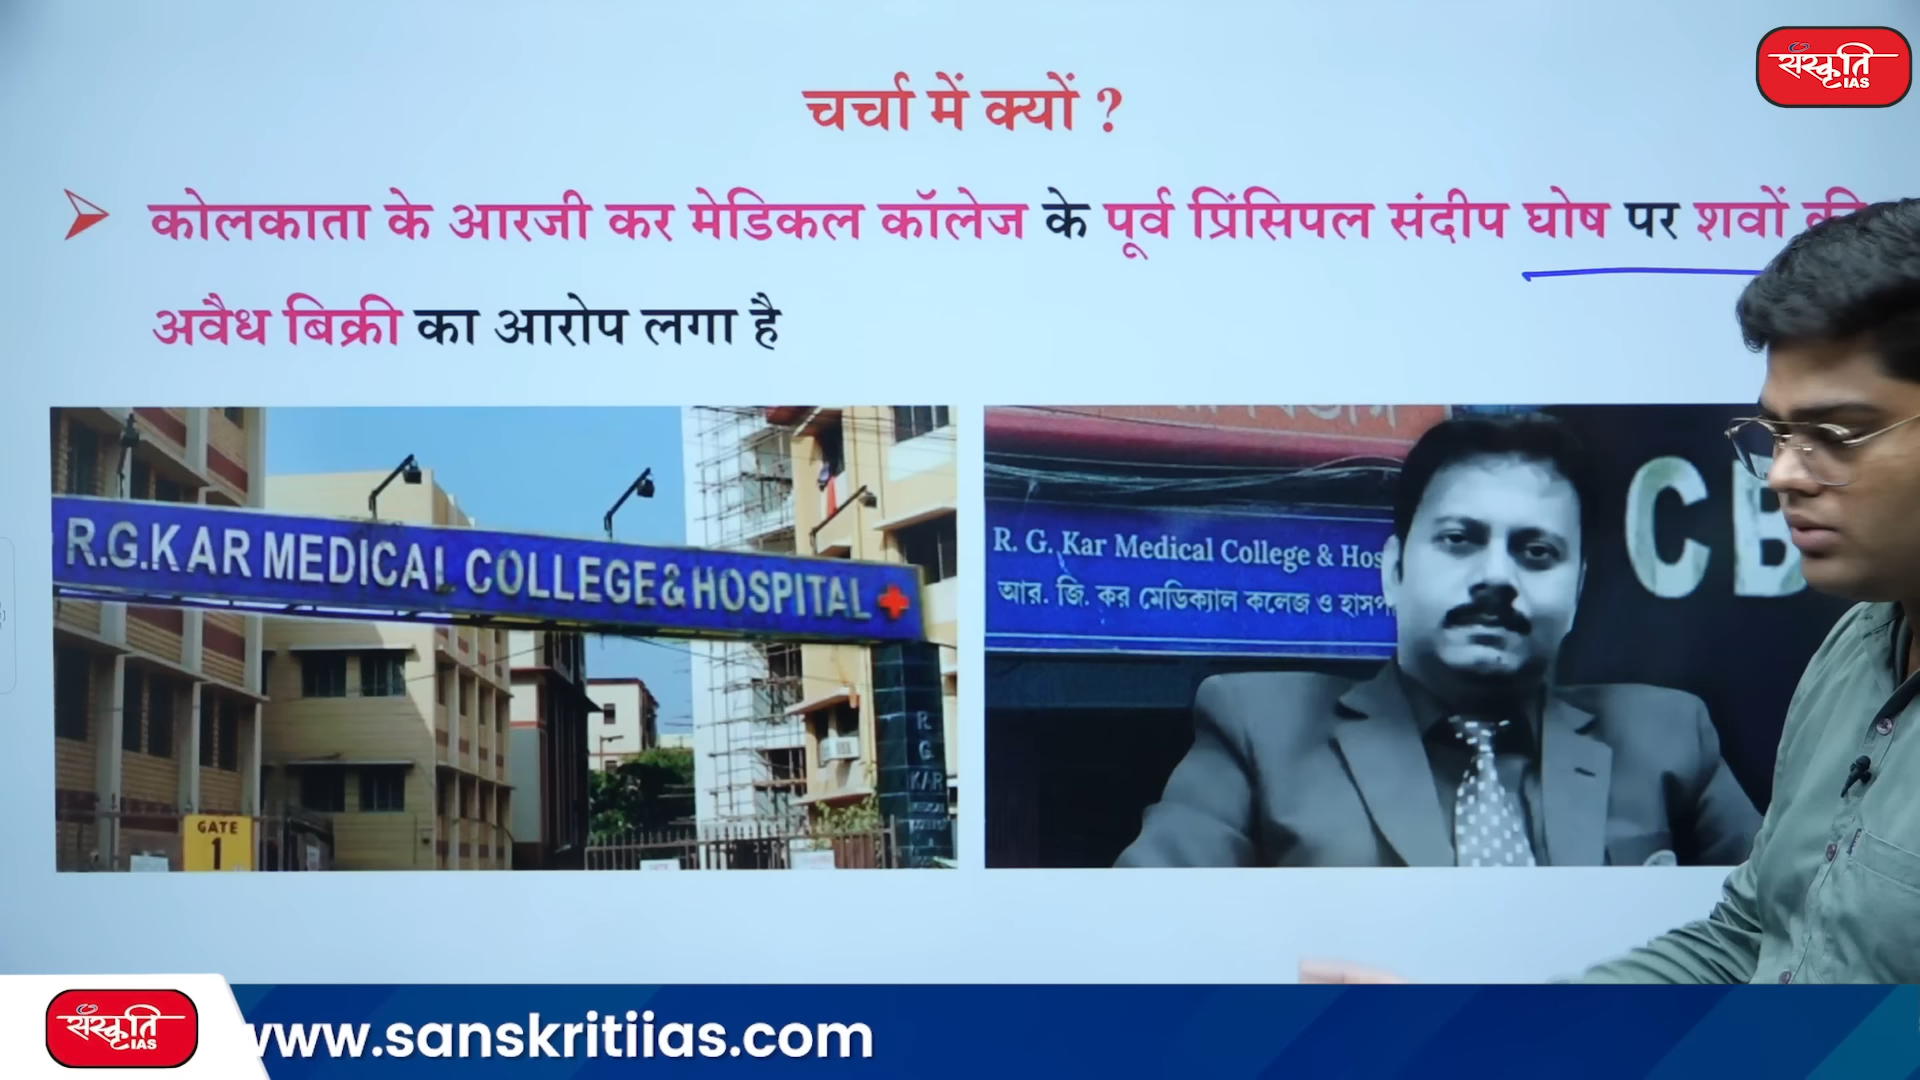 संस्कृति
IAS
चर्चा में क्यों ?
कोलकाता के आरजी कर मेडिकल कॉलेज के पूर्व प्रिंसिपल संदीप घोष पर शवों की
अवैध बिक्री का आरोप लगा है
R.G.KAR MEDICAL COLLEGE & HOSPITAL
R
G
KAR
GATE
1
R. G. Kar Medical College & Hos
আর. জি. কর মেডিক্যাল কলেজ ও হাসপ
CB
संस्कृति
IAS
www.sanskritiias.com